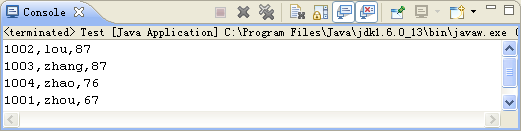 Console
<terminated> Test [Java Application] C:\Program Files\Java\jdk1.6.0_13\bin\javaw.exe
1002,lou,87
1003,zhang,87
1004,zhao,76
1001,zhou,67